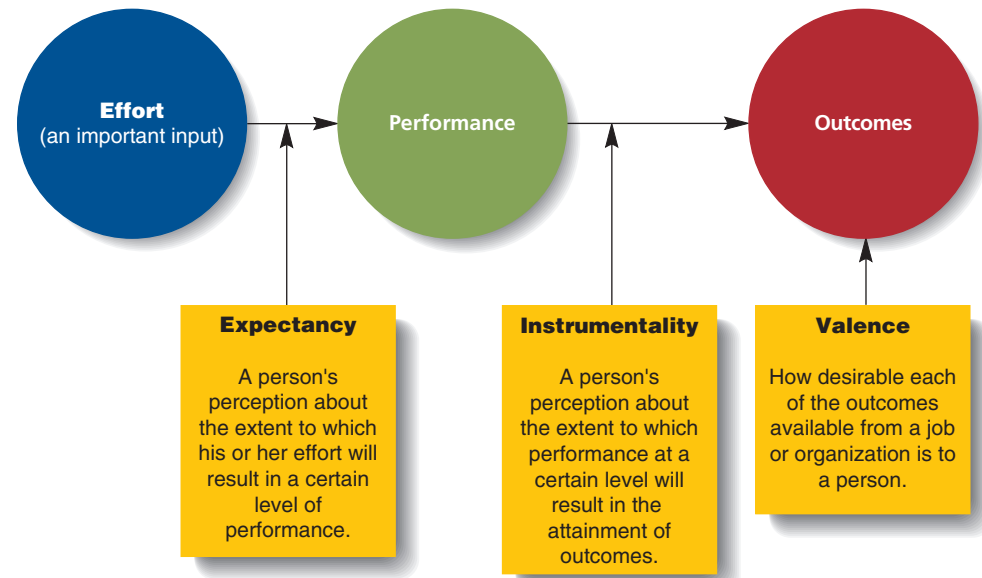 Effort
(an important input)
Performance
Outcomes
Expectancy
A person's
perception about
the extent to which
his or her effort will
result in a certain
level of
performance.
Instrumentality
A person's
perception about
the extent to which
performance at a
certain level will
result in the
attainment of
outcomes.
Valence
How desirable each
of the outcomes
available from a job
or organization is to
a person.